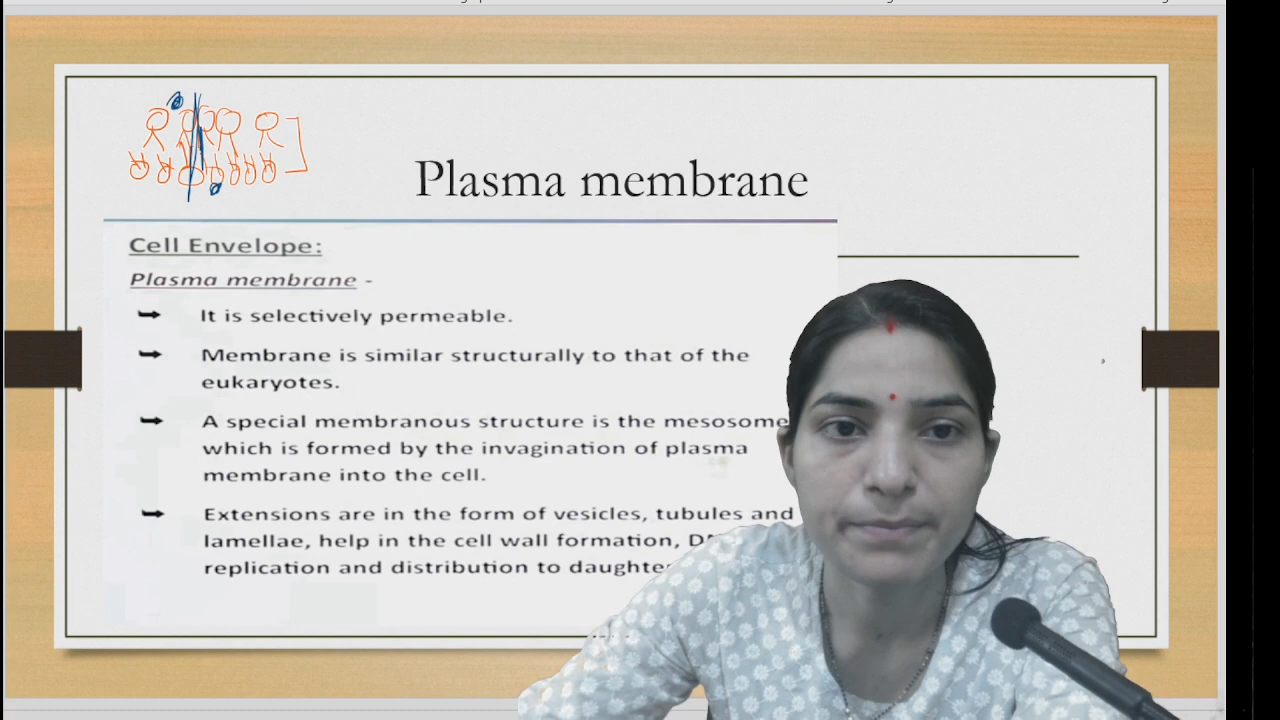 Plasma membrane
Cell Envelope:
Plasma membrane -
It is selectively permeable.
Membrane is similar structurally to that of the
eukaryotes.
A special membranous structure is the mesosome
which is formed by the invagination of plasma
membrane into the cell.
Extensions are in the form of vesicles, tubules and
lamellae, help in the cell wall formation,
replication and distribution to